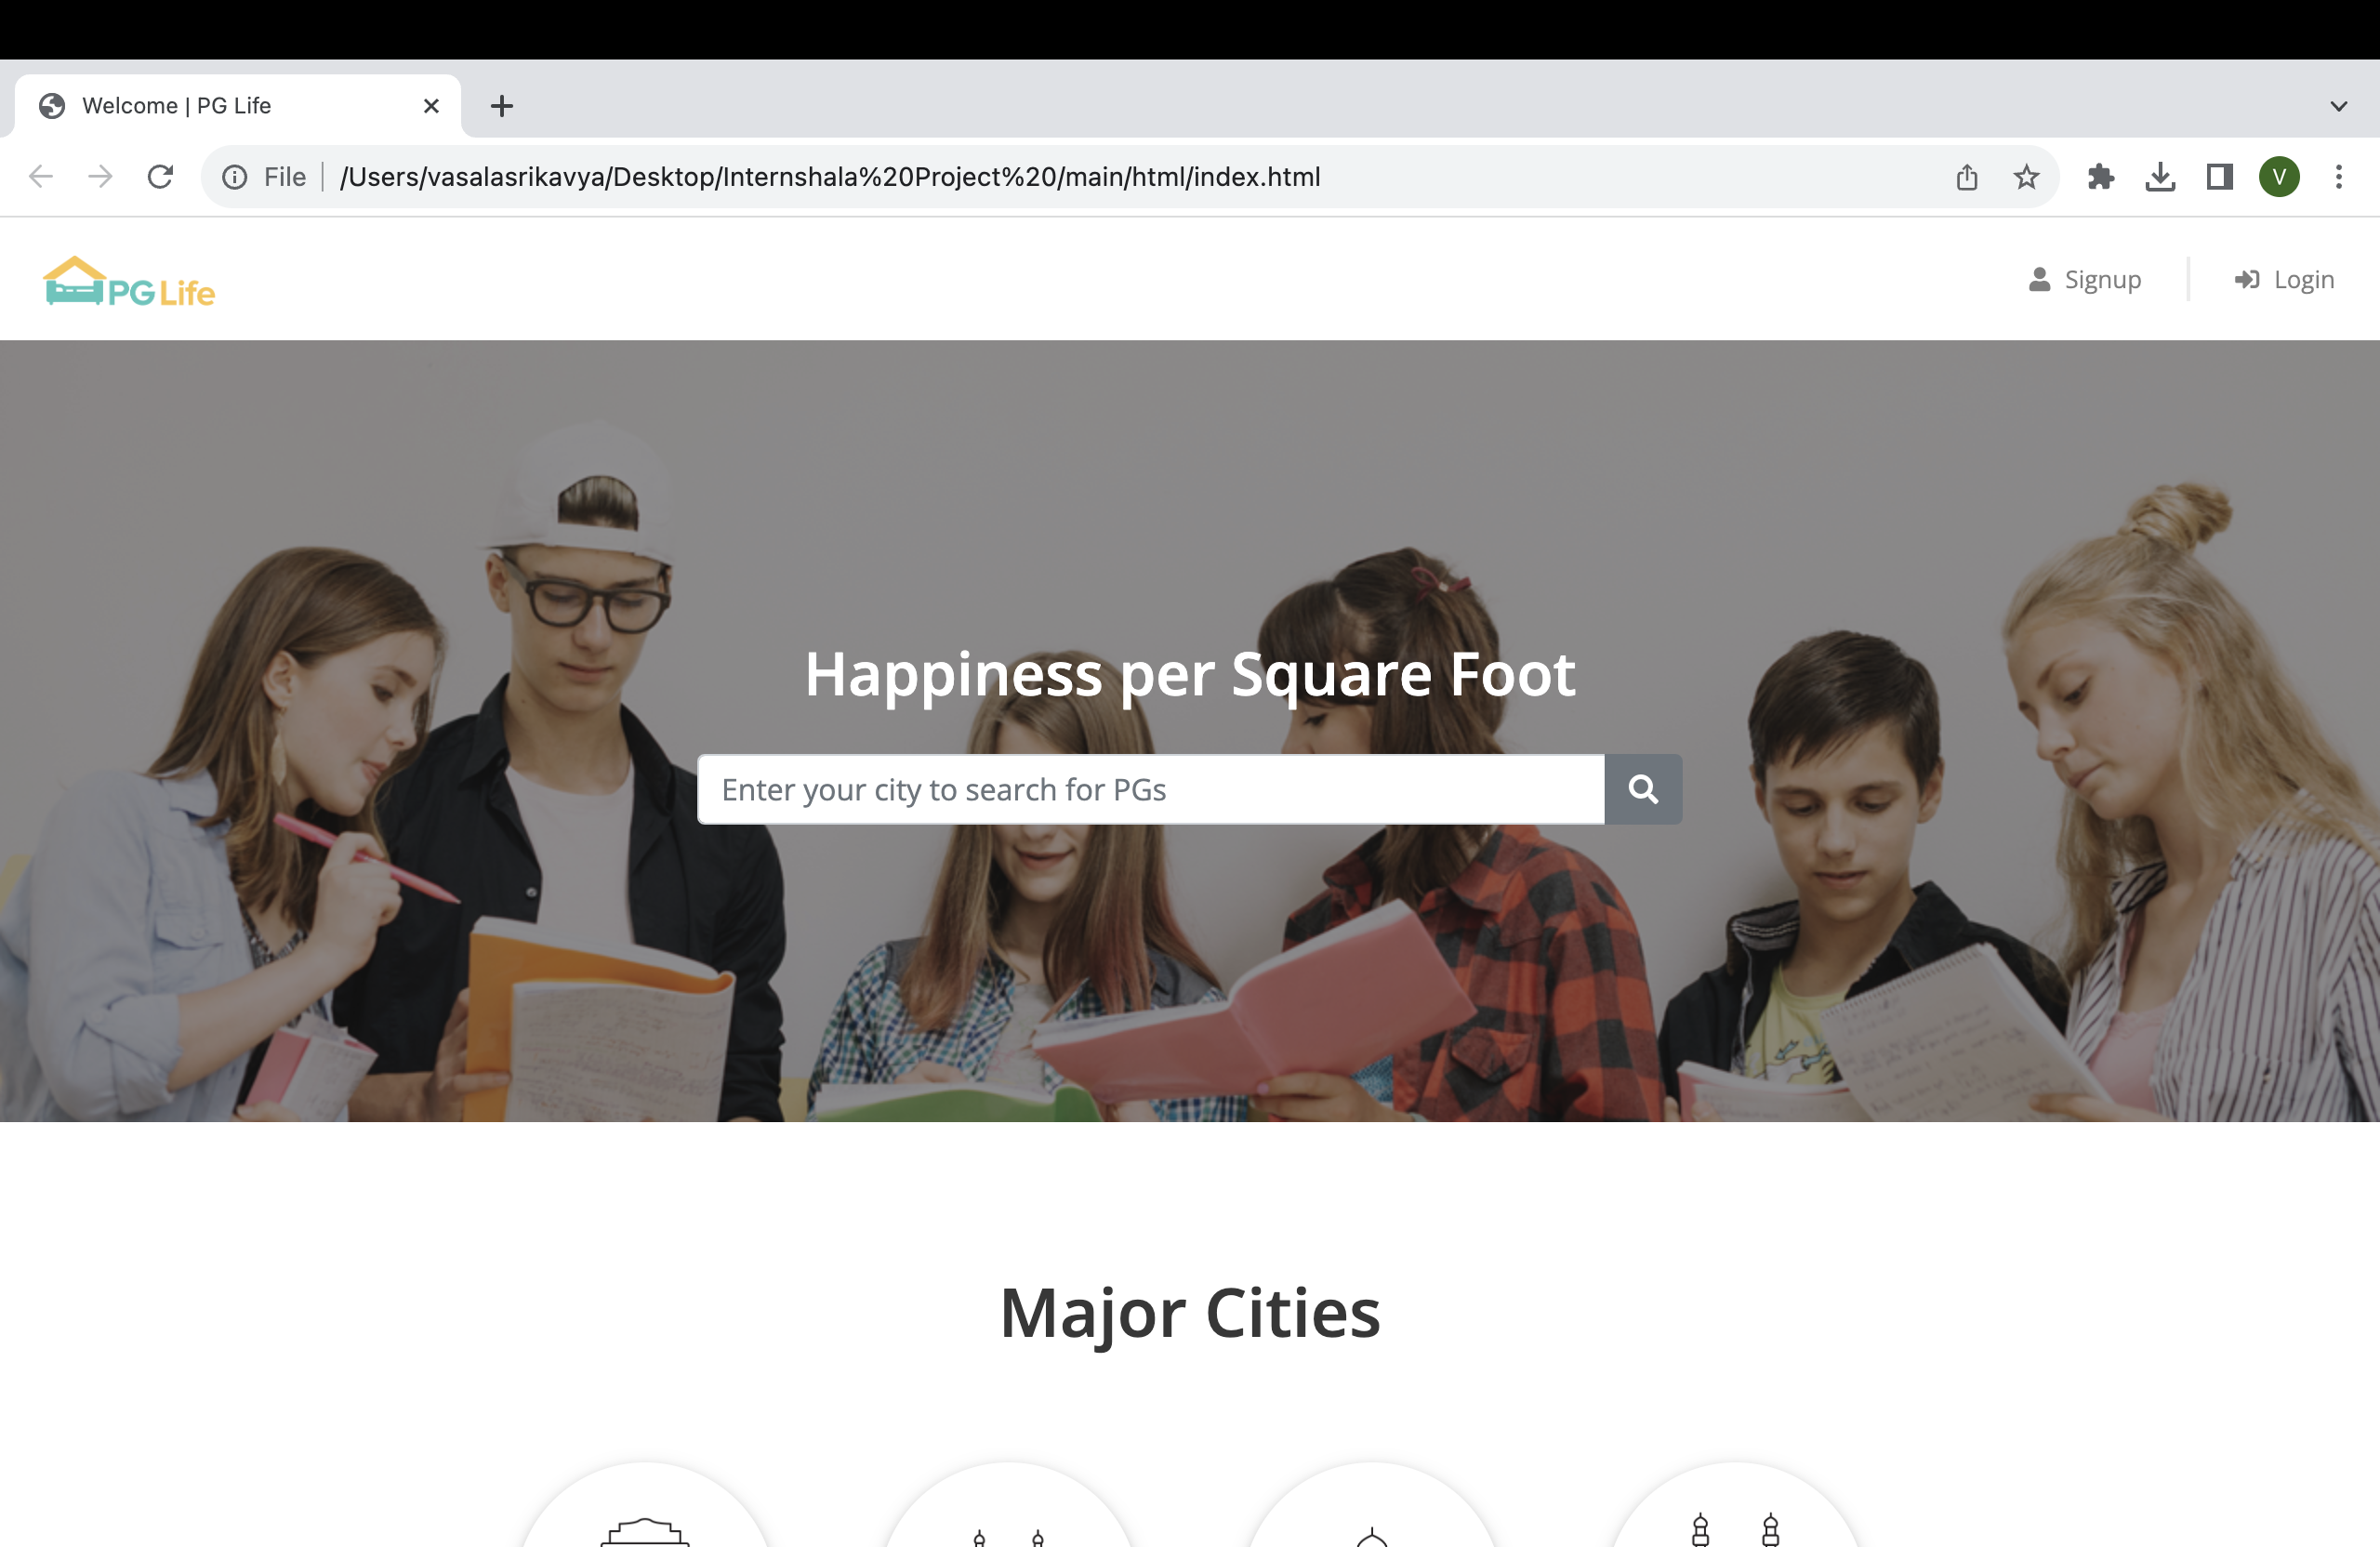 Welcome | PG Life
File
/Users/vasalasrikavya/Desktop/Internshala%20Project%20/main/html/index.html
V
PG Life
Signup
Login
Happiness per Square Foot
Enter your city to search for PGs
Major Cities